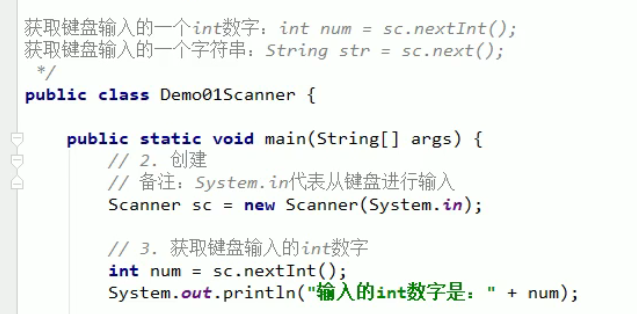 获取键盘输入的一个int数字：int num = sc.nextInt();
获取键盘输入的一个字符串：String str = sc.next();
*/
public class Demo01Scanner {
public static void main(String[] args) {
// 2. 创建
// 备注：System.in代表从键盘进行输入
Scanner sc = new Scanner(System.in);
// 3. 获取键盘输入的int数字
int num = sc.nextInt();
System.out.println("输入的int数字是：" + num);